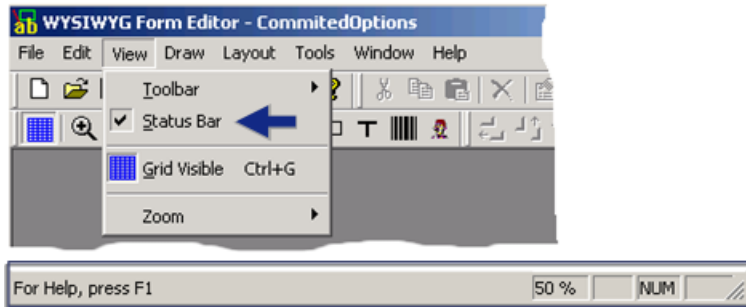 WYSIWYG Form Editor - CommitedOptions
File Edit View Draw Layout Tools Window Help
Toolbar
Status Bar
Grid Visible Ctrl+G
Zoom
For Help, press F1 50 % NUM